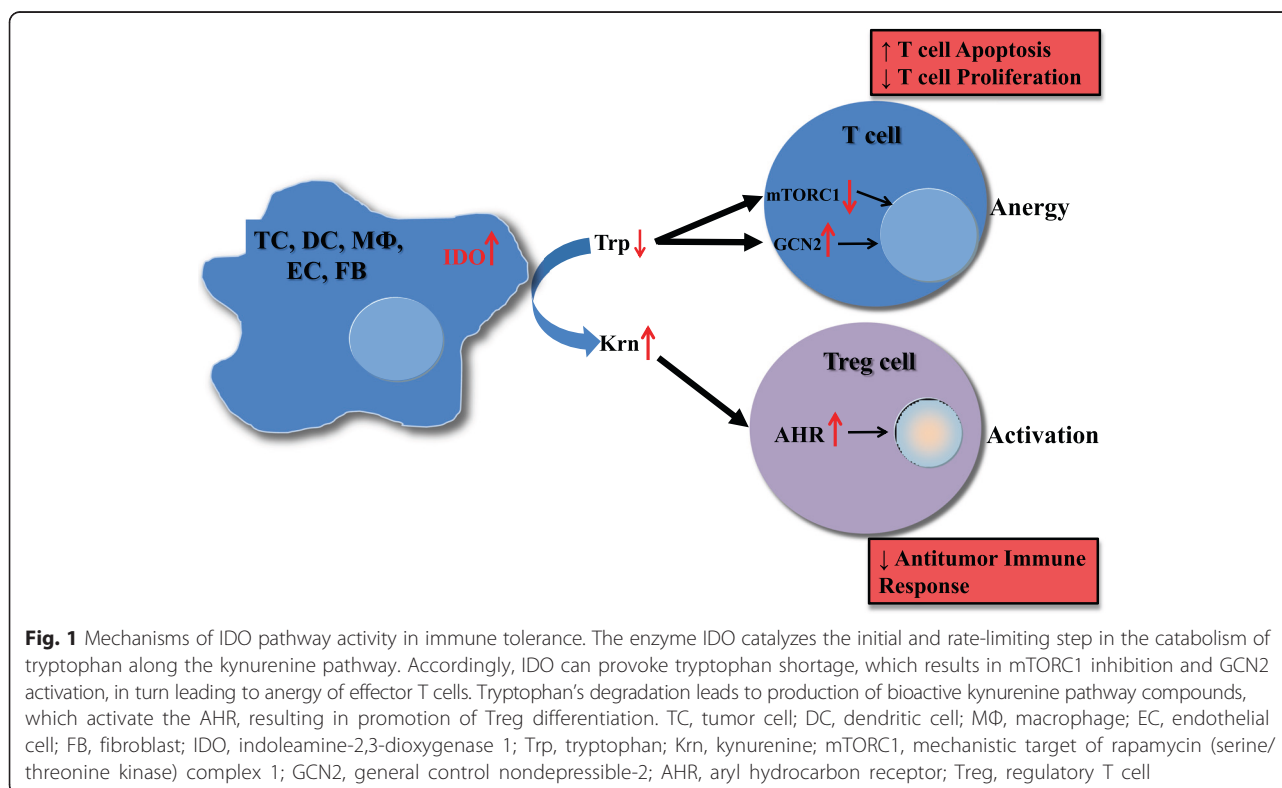 ↑ T cell Apoptosis
↓ T cell Proliferation
T cell
mTORC1
GCN2
Anergy
TC, DC, MΦ,
EC, FB
IDO
Trp
Krn
Treg cell
AHR
Activation
↓ Antitumor Immune
Response
Fig. 1 Mechanisms of IDO pathway activity in immune tolerance. The enzyme IDO catalyzes the initial and rate-limiting step in the catabolism of
tryptophan along the kynurenine pathway. Accordingly, IDO can provoke tryptophan shortage, which results in mTORC1 inhibition and GCN2
activation, in turn leading to anergy of effector T cells. Tryptophan’s degradation leads to production of bioactive kynurenine pathway compounds,
which activate the AHR, resulting in promotion of Treg differentiation. TC, tumor cell; DC, dendritic cell; MΦ, macrophage; EC, endothelial
cell; FB, fibroblast; IDO, indoleamine-2,3-dioxygenase 1; Trp, tryptophan; Krn, kynurenine; mTORC1, mechanistic target of rapamycin (serine/
threonine kinase) complex 1; GCN2, general control nondepressible-2; AHR, aryl hydrocarbon receptor; Treg, regulatory T cell